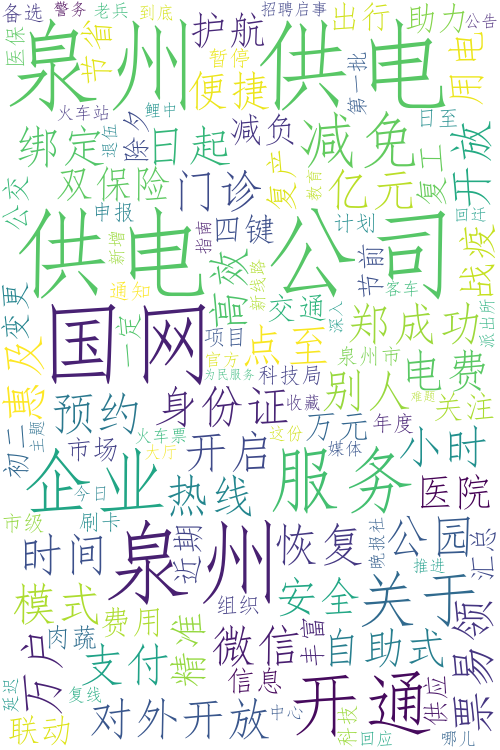 备选
警务
老兵
到底
招聘启事
公告
医保
泉州
供电
节省
护航
出行
助力
便捷
暂停
第一批
用电
火车站
鲤中
日至
绑定
退伍
除夕
日起
减负
减免
开放
双保险
门诊
复产
教育
亿元
复工
公交
申报
指南
四键
计划
回迁
供电
公司
战疫
新增
高效
节前
变更
通知
新线路
交通
客车
派出所
深入
国网
一定
项目
点至
郑成功
惠及
官方
泉州市
为民服务
科技局
别人
电费
预约
身份证
收藏
难题
关注
初二
主题
市场
火车票
大厅
开启
这份
万元
年度
媒体
小时
企业
今日
热线
服务
医院
市级
刷卡
泉州
近期
恢复
晚报社
公园
汇总
时间
推进
模式
费用
组织
安全
关于
领
万户
肉蔬
精准
微信
丰富
自助式
易
支付
信息
供应
票
延迟
复线
开通
联动
对外开放
中心
科技
回应
哪儿